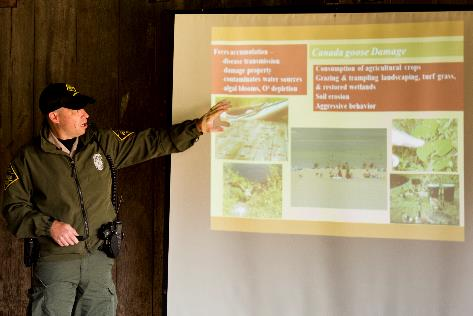 Feces accumulation –
disease transmission
damage property
contaminates water sources
algal blooms, O² depletion
Canada goose Damage
Consumption of agricultural crops
Grazing & trampling landscaping, turf grass,
& restored wetlands
Soil erosion
Aggressive behavior